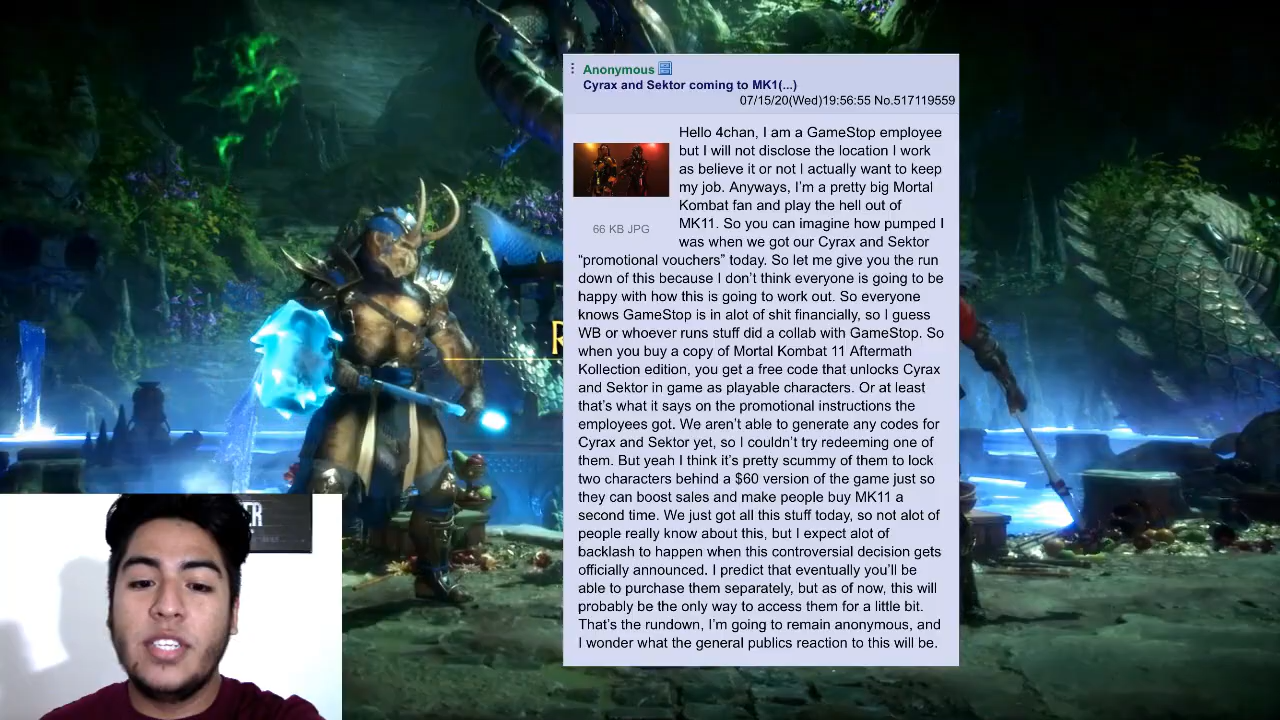 Anonymous
Cyrax and Sektor coming to MK1(...)
07/15/20(Wed)19:56:55 No.517119559
Hello 4chan, I am a GameStop employee
but I will not disclose the location I work
as believe it or not I actually want to keep
my job. Anyways, I'm a pretty big Mortal
Kombat fan and play the hell out of
MK11. So you can imagine how pumped I
was when we got our Cyrax and Sektor
66 KB JPG
“promotional vouchers” today. So let me give you the run
down of this because I don't think everyone is going to be
happy with how this is going to work out. So everyone
knows GameStop is in alot of shit financially, so I guess
WB or whoever runs stuff did a collab with GameStop. So
when you buy a copy of Mortal Kombat 11 Aftermath
Kollection edition, you get a free code that unlocks Cyrax
and Sektor in game as playable characters. Or at least
that's what it says on the promotional instructions the
employees got. We aren't able to generate any codes for
Cyrax and Sektor yet, so I couldn't try redeeming one of
them. But yeah I think it's pretty scummy of them to lock
two characters behind a $60 version of the game just so
they can boost sales and make people buy MK11 a
second time. We just got all this stuff today, so not alot of
people really know about this, but I expect alot of
backlash to happen when this controversial decision gets
officially announced. I predict that eventually you'll be
able to purchase them separately, but as of now, this will
probably be the only way to access them for a little bit.
That's the rundown, I'm going to remain anonymous, and
I wonder what the general publics reaction to this will be.
R
ER